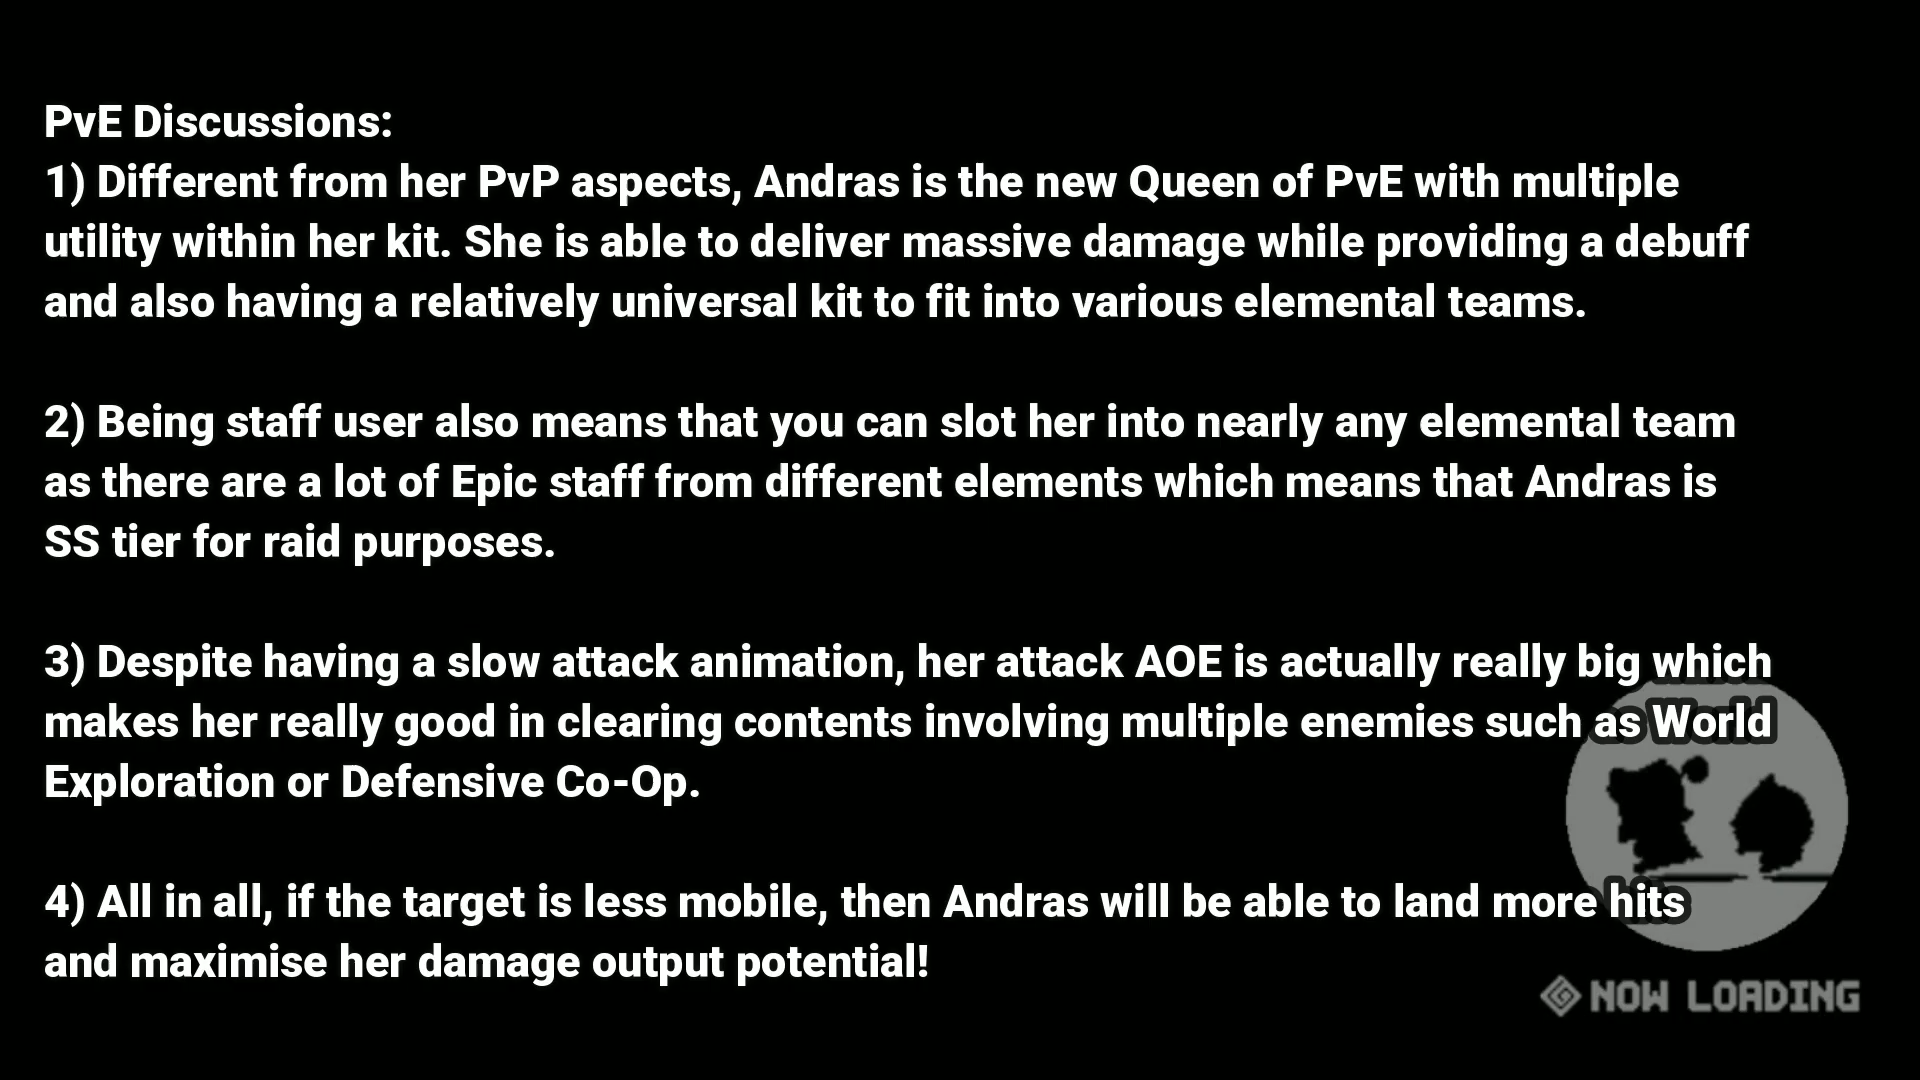 PvE Discussions:
1) Different from her PvP aspects, Andras is the new Queen of PvE with multiple
utility within her kit. She is able to deliver massive damage while providing a debuff
and also having a relatively universal kit to fit into various elemental teams.
2) Being staff user also means that you can slot her into nearly any elemental team
as there are a lot of Epic staff from different elements which means that Andras is
SS tier for raid purposes.
3) Despite having a slow attack animation, her attack AOE is actually really big which
makes her really good in clearing contents involving multiple enemies such as World
Exploration or Defensive Co-Op.
4) All in all, if the target is less mobile, then Andras will be able to land more hits
and maximise her damage output potential!
NOW LOADING